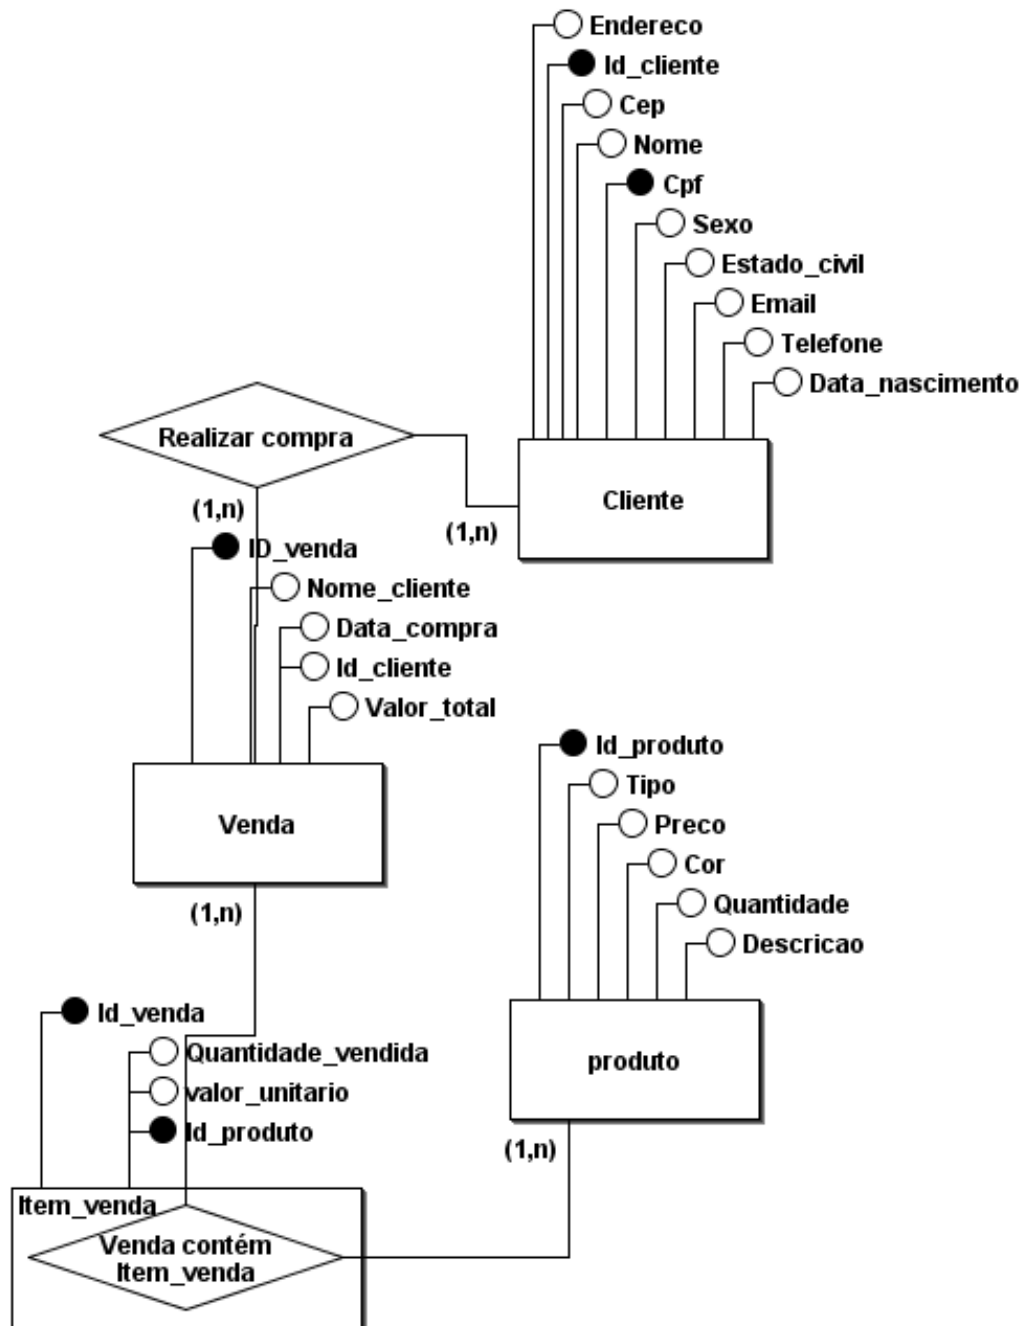 Endereco
Id_cliente
Cep
Nome
Cpf
Sexo
Estado_civil
Email
Telefone
Data_nascimento
Realizar compra
Cliente
(1,n)
(1,n)
ID_venda
Nome_cliente
Data_compra
Id_cliente
Valor_total
Venda
(1,n)
Id_produto
Tipo
Preco
Cor
Quantidade
Descricao
produto
(1,n)
Id_venda
Quantidade_vendida
valor_unitario
Id_produto
Item_venda
Venda contém
Item_venda